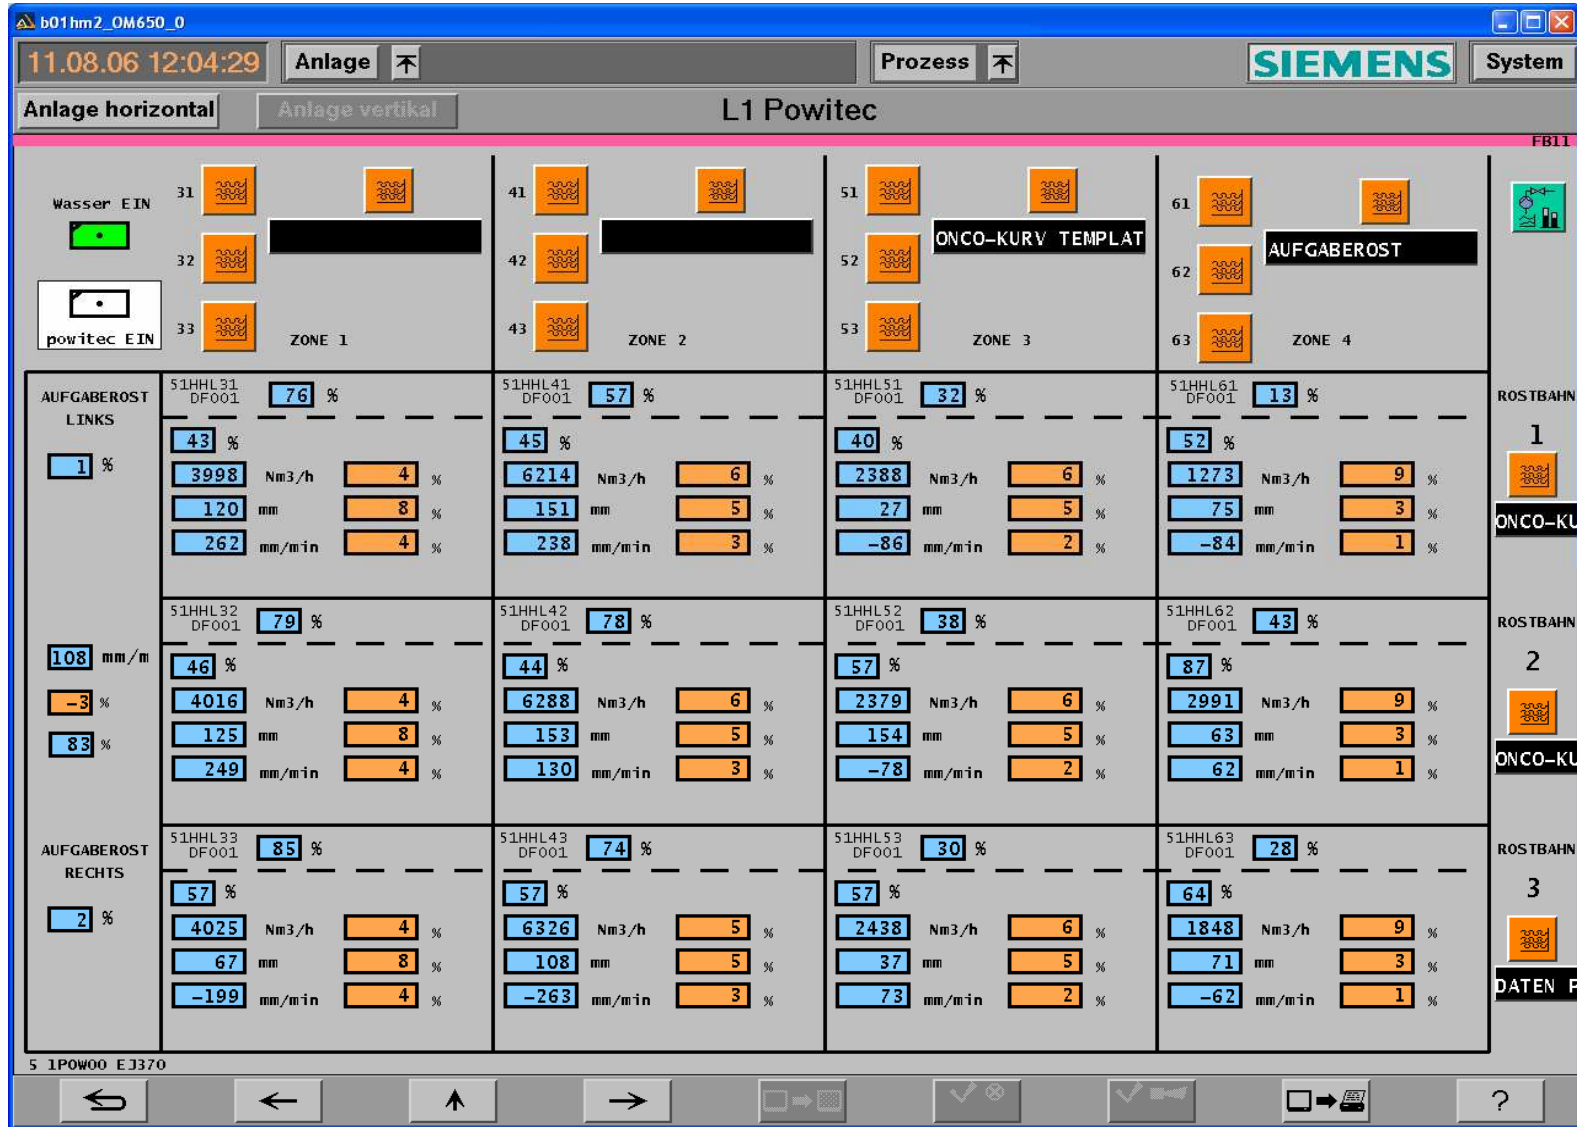 b01hm2_OM650_0
11.08.06 12:04:29 Anlage Prozess SIEMENS System
Anlage horizontal Anlage vertikal L1 Powitec
FB11
Wasser EIN
powitec EIN
31
32
33 ZONE 1
41
42
43 ZONE 2
51 ONCO-KURV TEMPLAT
52
53 ZONE 3
61 AUFGABEROST
62
63 ZONE 4
AUFGABEROST
LINKS
1 %
51HHL31
DF001 76 %
43 %
3998 Nm3/h 4 %
120 mm 8 %
262 mm/min 4 %
51HHL41
DF001 57 %
45 %
6214 Nm3/h 6 %
151 mm 5 %
238 mm/min 3 %
51HHL51
DF001 32 %
40 %
2388 Nm3/h 6 %
27 mm 5 %
-86 mm/min 2 %
51HHL61
DF001 13 %
52 %
1273 Nm3/h 9 %
75 mm 3 %
-84 mm/min 1 %
ROSTBAHN
1
ONCO-KU
108 mm/m
-3 %
83 %
51HHL32
DF001 79 %
46 %
4016 Nm3/h 4 %
125 mm 8 %
249 mm/min 4 %
51HHL42
DF001 78 %
44 %
6288 Nm3/h 6 %
153 mm 5 %
130 mm/min 3 %
51HHL52
DF001 38 %
57 %
2379 Nm3/h 6 %
154 mm 5 %
-78 mm/min 2 %
51HHL62
DF001 43 %
87 %
2991 Nm3/h 9 %
63 mm 3 %
62 mm/min 1 %
ROSTBAHN
2
ONCO-KU
AUFGABEROST
RECHTS
2 %
51HHL33
DF001 85 %
57 %
4025 Nm3/h 4 %
67 mm 8 %
-199 mm/min 4 %
51HHL43
DF001 74 %
57 %
6326 Nm3/h 5 %
108 mm 5 %
-263 mm/min 3 %
51HHL53
DF001 30 %
57 %
2438 Nm3/h 6 %
37 mm 5 %
73 mm/min 2 %
51HHL63
DF001 28 %
64 %
1848 Nm3/h 9 %
71 mm 3 %
-62 mm/min 1 %
ROSTBAHN
3
DATEN P
5 1POW00 EJ370
?